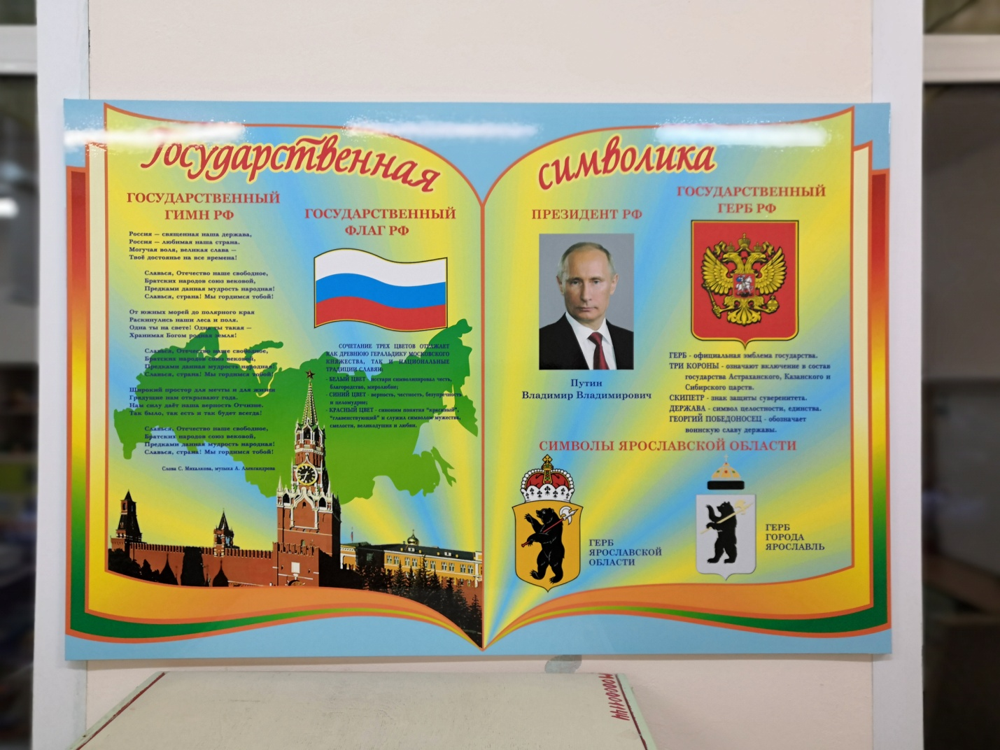 Государственная
символика
ГОСУДАРСТВЕННЫЙ
ГИМН РФ
Россия — священная наша держава,
Россия — любимая наша страна.
Могучая воля, великая слава —
Твоё достоянье на все времена!
Славься, Отечество наше свободное,
Братских народов союз вековой,
Предками данная мудрость народная!
Славься, страна! Мы гордимся тобой!
От южных морей до полярного края
Раскинулись наши леса и поля.
Одна ты на свете! Одна ты такая —
Хранимая Богом родная земля!
Славься, Отечество наше свободное,
Братских народов союз вековой,
Предками данная мудрость народная!
Славься, страна! Мы гордимся тобой!
Широкий простор для мечты и для жизни
Грядущие нам открывают года.
Нам силу даёт наша верность Отчизне.
Так было, так есть и так будет всегда!
Славься, Отечество наше свободное,
Братских народов союз вековой,
Предками данная мудрость народная!
Славься, страна! Мы гордимся тобой!
Слова С. Михалкова, музыка А. Александрова
ГОСУДАРСТВЕННЫЙ
ФЛАГ РФ
СОЧЕТАНИЕ ТРЕХ ЦВЕТОВ ОТРАЖАЕТ
КАК ДРЕВНЮЮ ГЕРАЛЬДИКУ МОСКОВСКОГО
КНЯЖЕСТВА, ТАК И НАЦИОНАЛЬНЫЕ
ТРАДИЦИИ СЛАВЯН:
- БЕЛЫЙ ЦВЕТ - исстари символизировал честь,
благородство, миролюбие;
- СИНИЙ ЦВЕТ - верность, честность, безупречность
и целомудрие;
- КРАСНЫЙ ЦВЕТ - синоним понятия "красивый",
"главенствующий" и служил символом мужества,
смелости, великодушия и любви.
ПРЕЗИДЕНТ РФ
Путин
Владимир Владимирович
ГОСУДАРСТВЕННЫЙ
ГЕРБ РФ
ГЕРБ - официальная эмблема государства.
ТРИ КОРОНЫ - означают включение в состав
государства Астраханского, Казанского и
Сибирского царств.
СКИПЕТР - знак защиты суверенитета.
ДЕРЖАВА - символ целостности, единства.
ГЕОРГИЙ ПОБЕДОНОСЕЦ - обозначает
воинскую славу державы.
СИМВОЛЫ ЯРОСЛАВСКОЙ ОБЛАСТИ
ГЕРБ
ЯРОСЛАВСКОЙ
ОБЛАСТИ
ГЕРБ
ГОРОДА
ЯРОСЛАВЛЬ